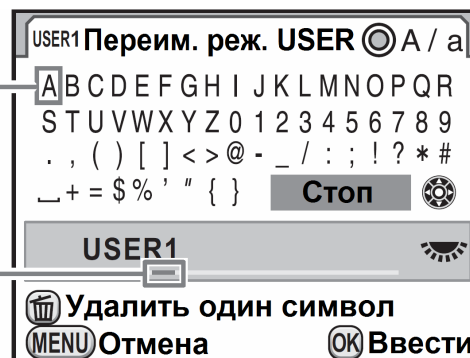 USER1 Переим. реж. USER A / a
A B C D E F G H I J K L M N O P Q R
S T U V W X Y Z 0 1 2 3 4 5 6 7 8 9
. , ( ) [ ] < > @ - _ / : ; ! ? * #
⎵ + = $ % ' " { } Стоп
USER1
Удалить один символ
MENU Отмена OK Ввести